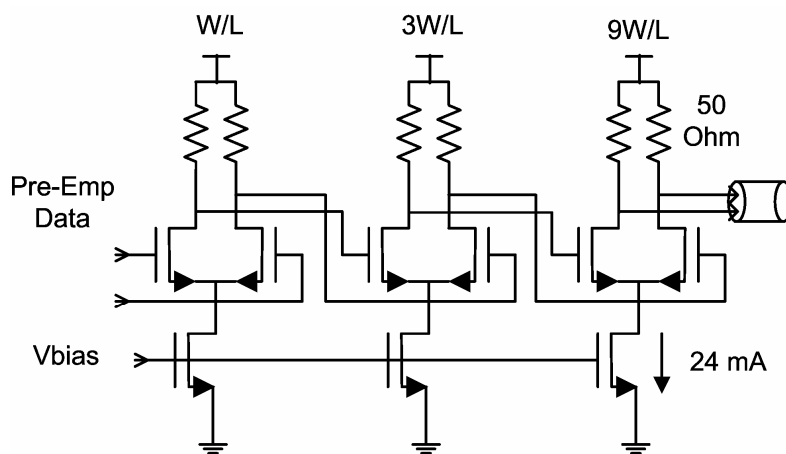 W/L
3W/L
9W/L
50
Ohm
Pre-Emp
Data
Vbias
24 mA